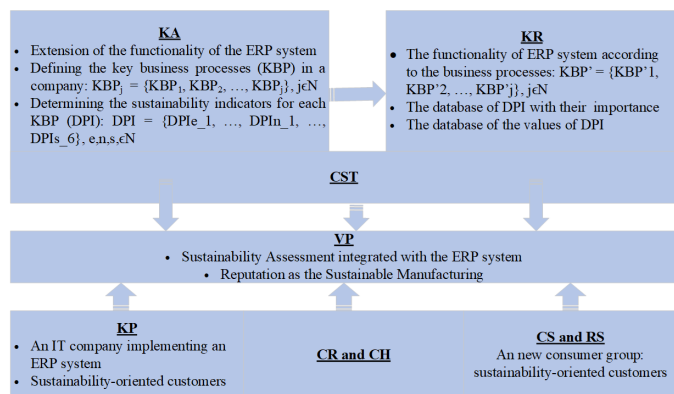 KA
• Extension of the functionality of the ERP system
• Defining the key business processes (KBP) in a
company: KBPj = {KBP1, KBP2, …, KBPj}, jϵN
• Determining the sustainability indicators for each
KBP (DPI): DPI = {DPIe_1, …, DPIn_1, …,
DPIs_6}, e,n,s,ϵN
KR
• The functionality of ERP system according
to the business processes: KBP’ = {KBP’1,
KBP’2, …, KBP’j}, jϵN
• The database of DPI with their importance
• The database of the values of DPI
CST
VP
• Sustainability Assessment integrated with the ERP system
• Reputation as the Sustainable Manufacturing
KP
• An IT company implementing an
ERP system
• Sustainability-oriented customers
CR and CH
CS and RS
An new consumer group:
sustainability-oriented customers